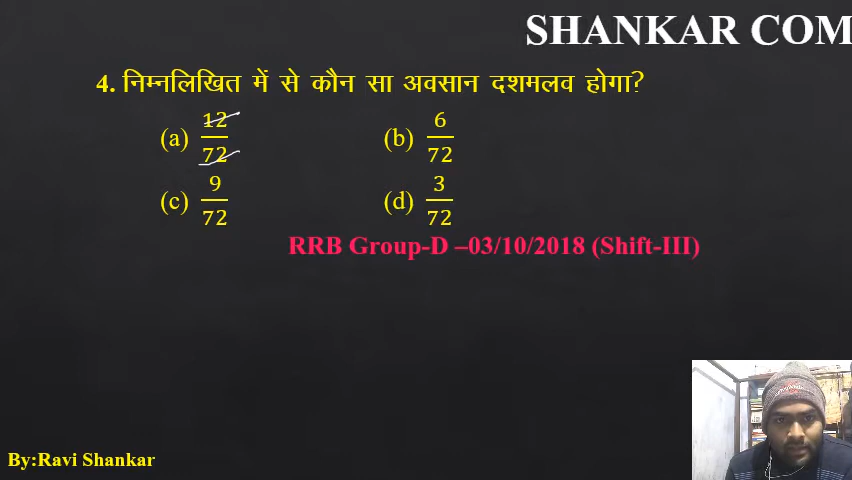 SHANKAR COM
4. निम्नलिखित में से कौन सा अवसान दशमलव होगा?
(a) 12/72 (b) 6/72
(c) 9/72 (d) 3/72
RRB Group-D –03/10/2018 (Shift-III)
By:Ravi Shankar